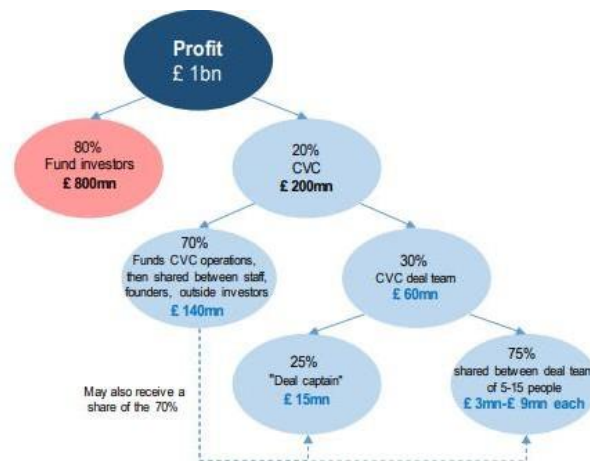 Profit
£ 1bn
80%
Fund investors
£ 800mn
20%
CVC
£ 200mn
70%
Funds CVC operations,
then shared between staff,
founders, outside investors
£ 140mn
30%
CVC deal team
£ 60mn
25%
"Deal captain"
£ 15mn
75%
shared between deal team
of 5-15 people
£ 3mn-£ 9mn each
May also receive a
share of the 70%